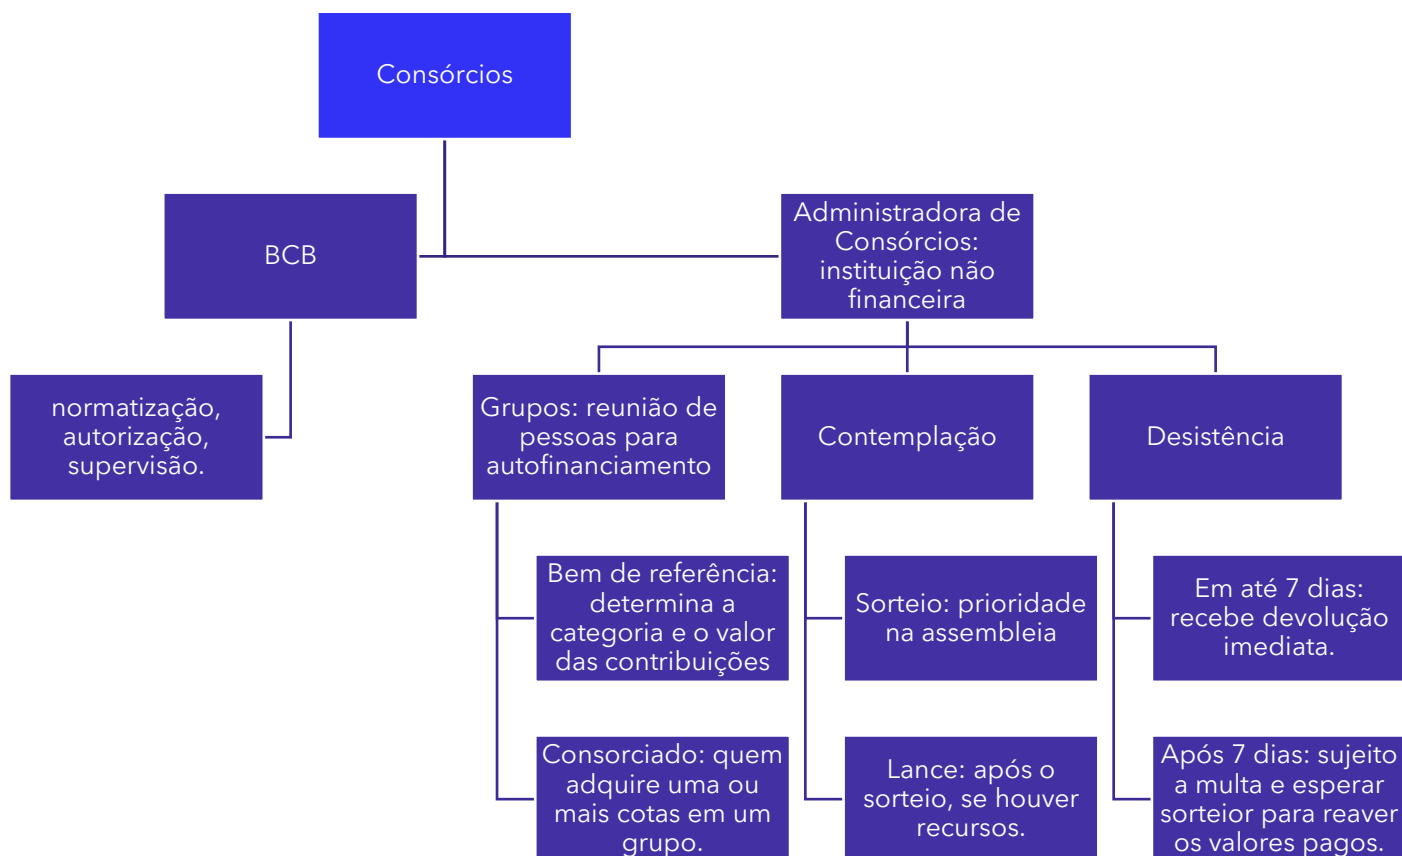 Consórcios
BCB
Administradora de
Consórcios:
instituição não
financeira
normatização,
autorização,
supervisão.
Grupos: reunião de
pessoas para
autofinanciamento
Contemplação
Desistência
Bem de referência:
determina a
categoria e o valor
das contribuições
Sorteio: prioridade
na assembleia
Em até 7 dias:
recebe devolução
imediata.
Consorciado: quem
adquire uma ou
mais cotas em um
grupo.
Lance: após o
sorteio, se houver
recursos.
Após 7 dias: sujeito
a multa e esperar
sorteior para reaver
os valores pagos.